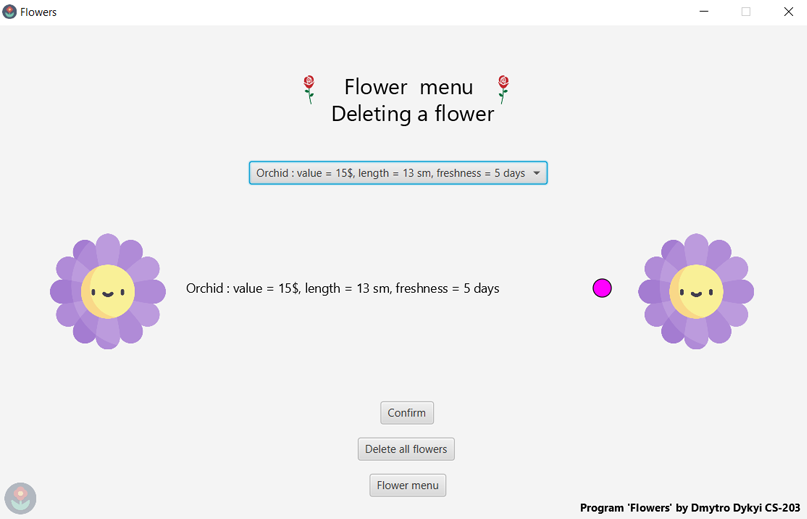 Flowers
Flower menu
Deleting a flower
Orchid : value = 15$, length = 13 sm, freshness = 5 days
Orchid : value = 15$, length = 13 sm, freshness = 5 days
Confirm
Delete all flowers
Flower menu
Program 'Flowers' by Dmytro Dykyi CS-203